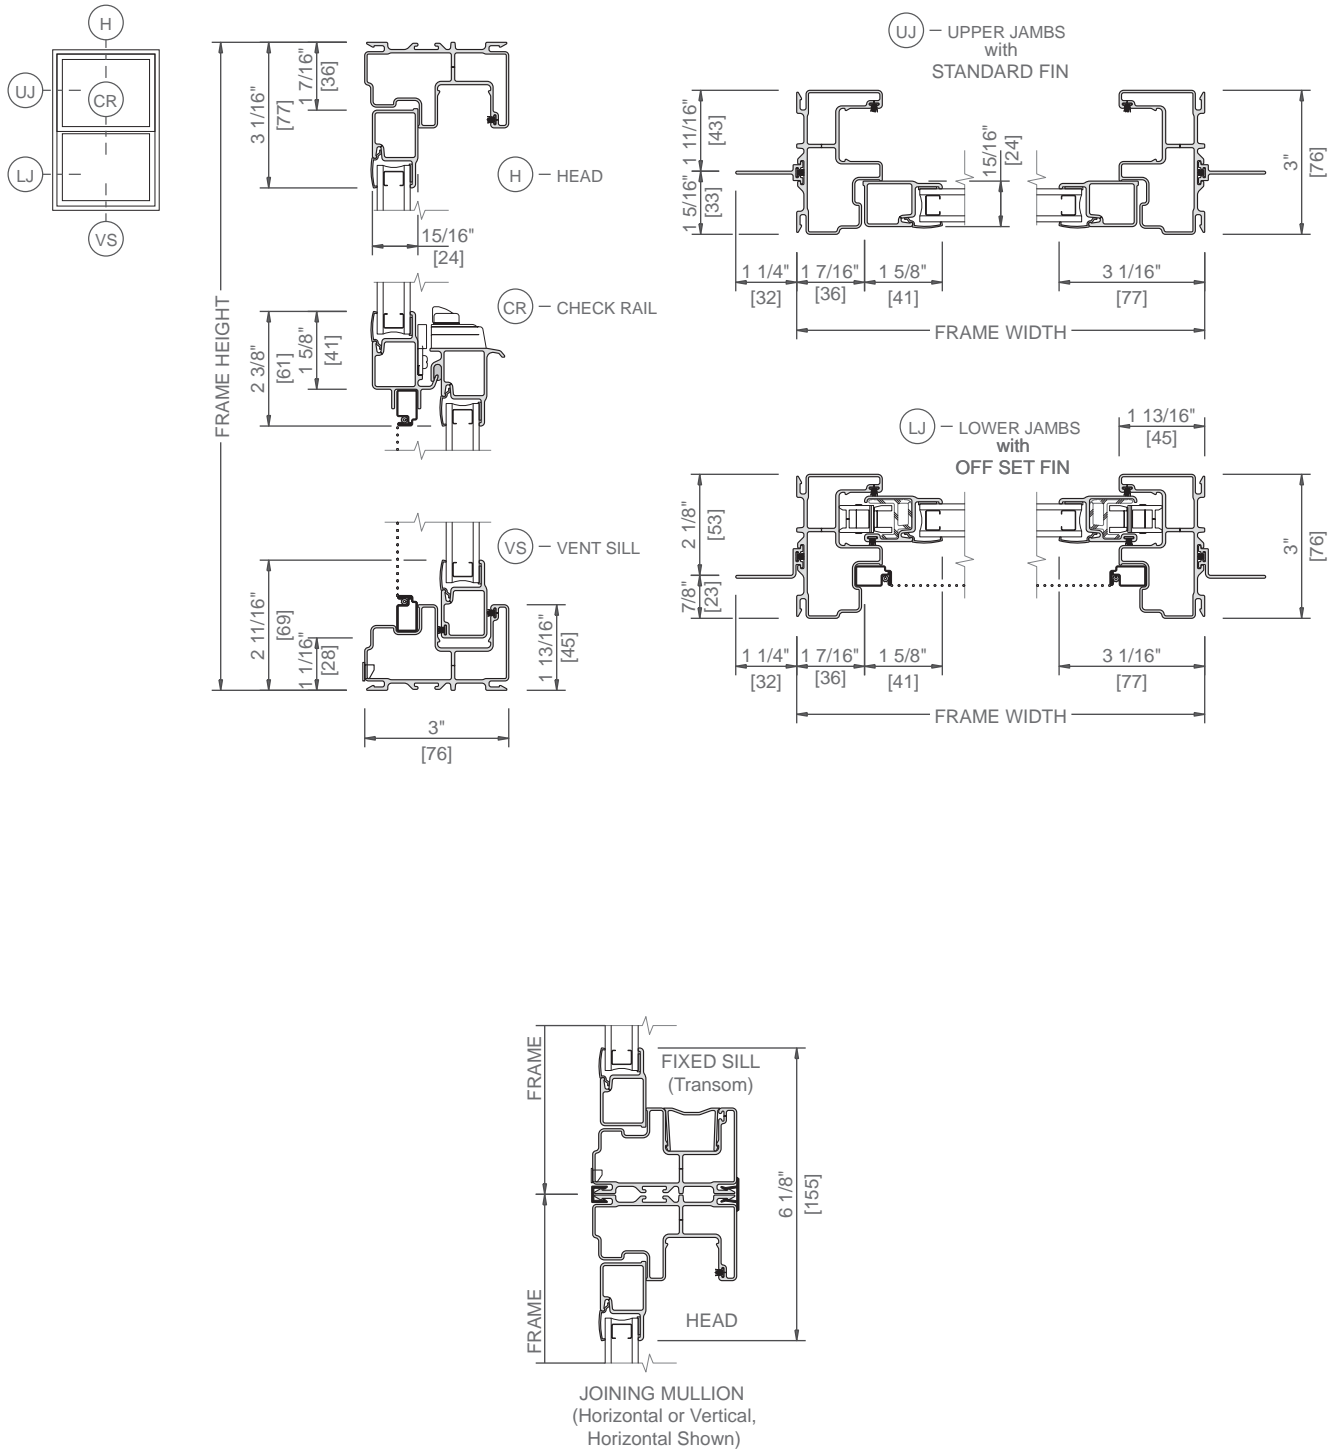 H
UJ
CR
LJ
VS
FRAME HEIGHT
3 1/16"
[77]
1 7/16"
[36]
H – HEAD
15/16"
[24]
CR – CHECK RAIL
2 3/8"
[61]
1 5/8"
[41]
VS – VENT SILL
2 11/16"
[69]
1 1/16"
[28]
1 13/16"
[45]
3"
[76]
UJ – UPPER JAMBS
with
STANDARD FIN
1 11/16"
[43]
1 5/16"
[33]
15/16"
[24]
3"
[76]
1 1/4"
[32]
1 7/16"
[36]
1 5/8"
[41]
3 1/16"
[77]
FRAME WIDTH
LJ – LOWER JAMBS
with
OFF SET FIN
1 13/16"
[45]
2 1/8"
[53]
7/8"
[23]
3"
[76]
1 1/4"
[32]
1 7/16"
[36]
1 5/8"
[41]
3 1/16"
[77]
FRAME WIDTH
FRAME
FIXED SILL
(Transom)
6 1/8"
[155]
FRAME
HEAD
JOINING MULLION
(Horizontal or Vertical,
Horizontal Shown)